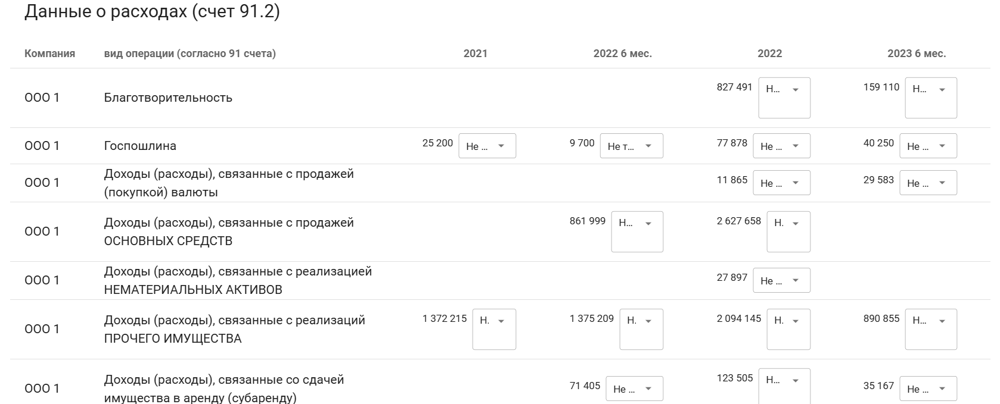 Данные о расходах (счет 91.2)
Компания вид операции (согласно 91 счета) 2021 2022 6 мес. 2022 2023 6 мес.
ООО 1 Благотворительность 827 491 Н... 159 110 Н...
ООО 1 Госпошлина 25 200 Не ... 9 700 Не т... 77 878 Не ... 40 250 Не ...
ООО 1 Доходы (расходы), связанные с продажей
(покупкой) валюты 11 865 Не ... 29 583 Не ...
ООО 1 Доходы (расходы), связанные с продажей
ОСНОВНЫХ СРЕДСТВ 861 999 Н... 2 627 658 Н.
ООО 1 Доходы (расходы), связанные с реализацией
НЕМАТЕРИАЛЬНЫХ АКТИВОВ 27 897 Не ...
ООО 1 Доходы (расходы), связанные с реализаций
ПРОЧЕГО ИМУЩЕСТВА 1 372 215 Н. 1 375 209 Н. 2 094 145 Н. 890 855 Н...
ООО 1 Доходы (расходы), связанные со сдачей
имущества в аренду (субаренду) 71 405 Не ... 123 505 Н... 35 167 Не ...